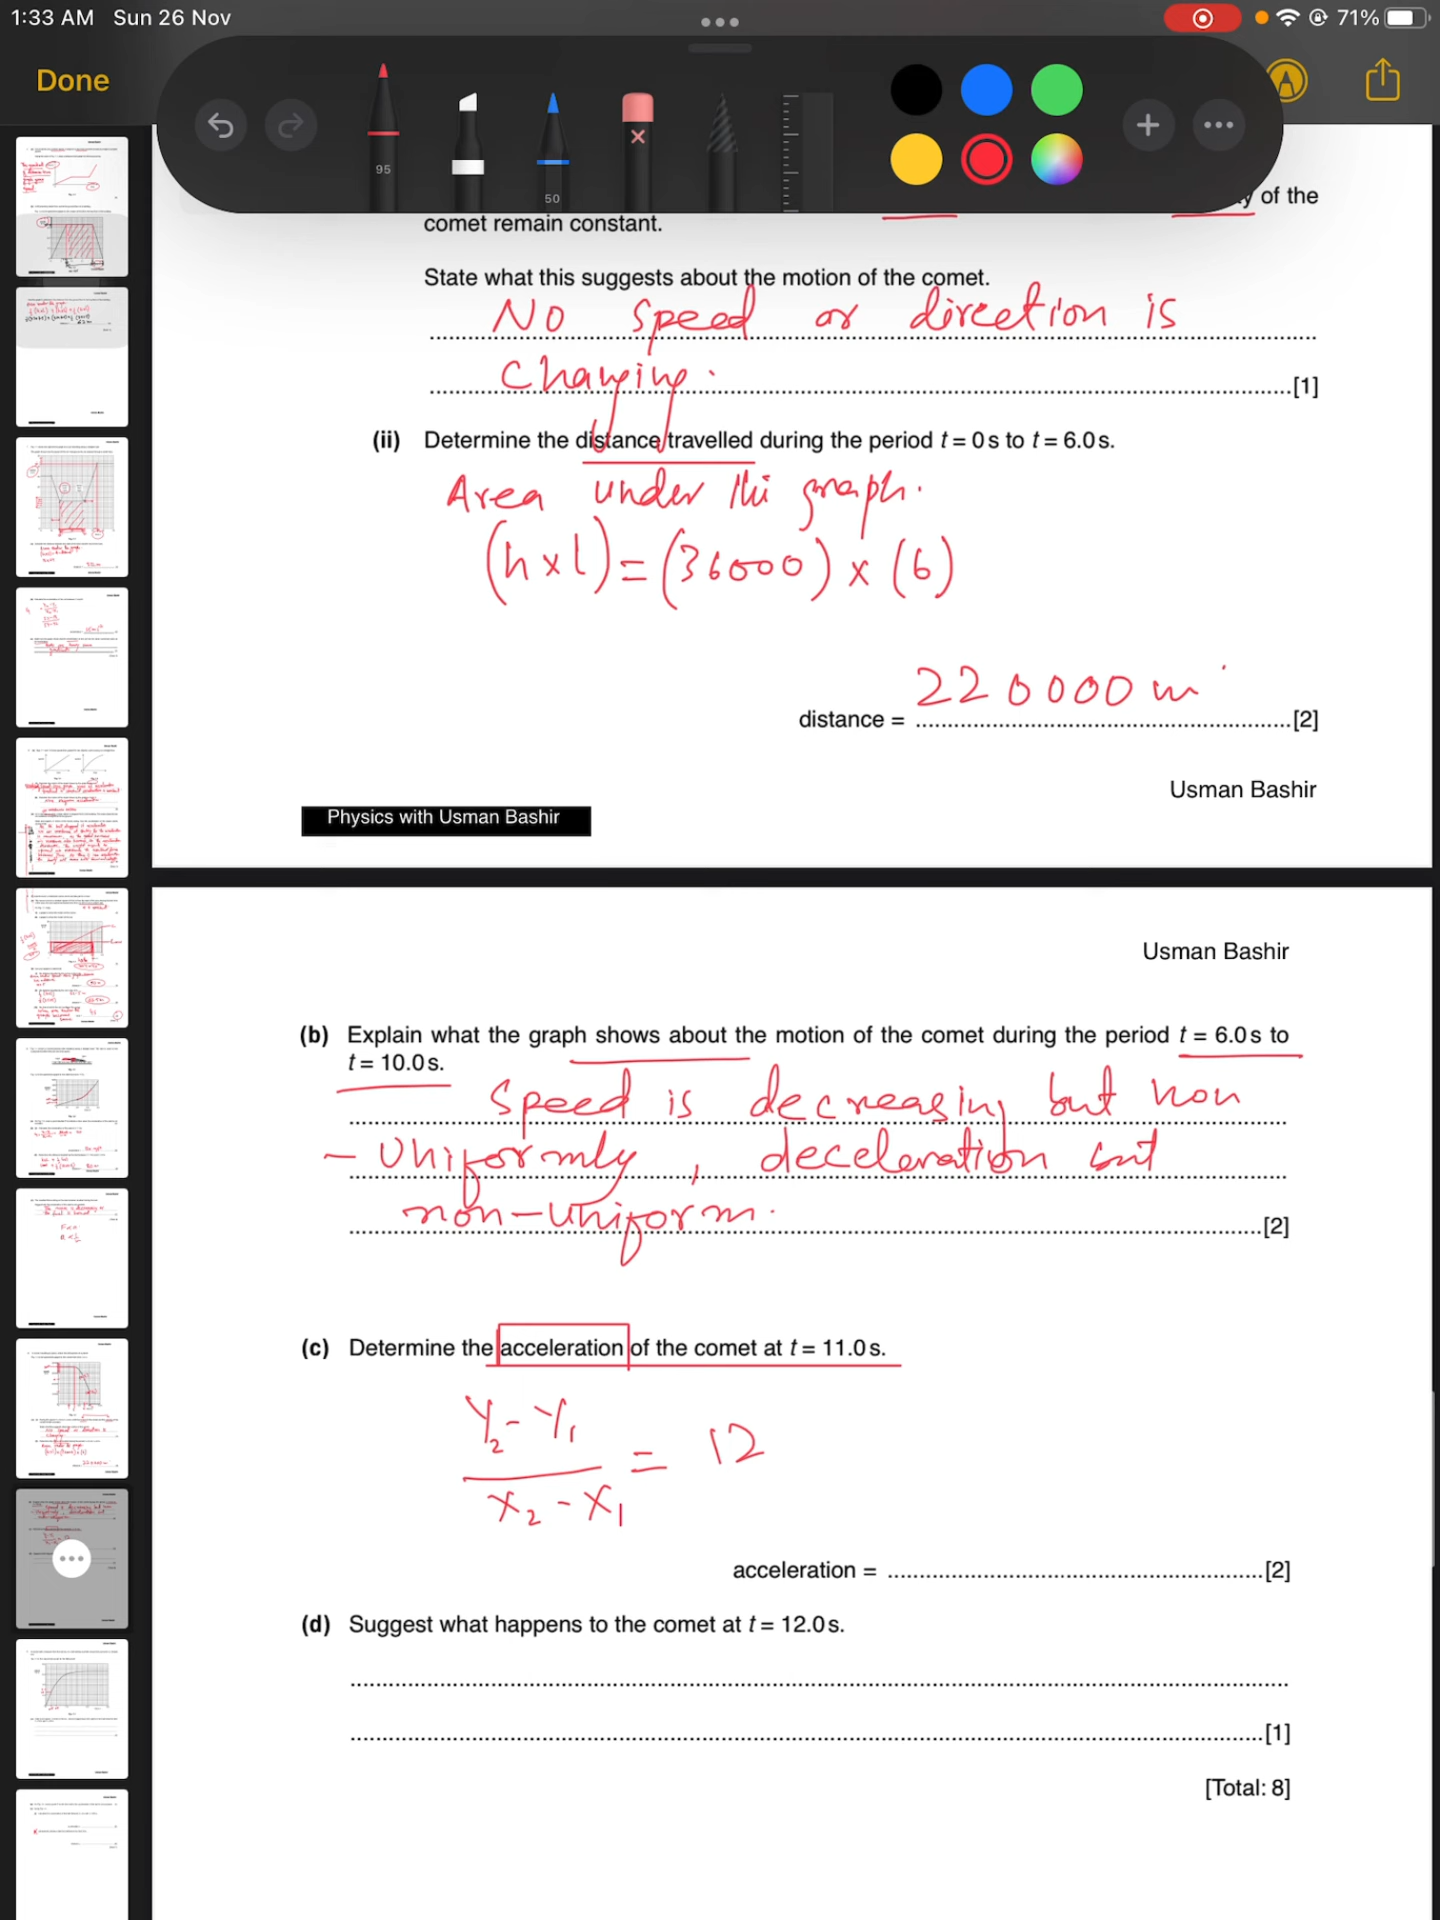 1:33 AM Sun 26 Nov
71%
Done
95
50
of the
comet remain constant.
State what this suggests about the motion of the comet.
No speed or direction is
changing.
[1]
(ii) Determine the distance travelled during the period t = 0 s to t = 6.0 s.
Area under the graph.
(h x l) = (36000) x (6)
220000 m
distance = [2]
Usman Bashir
Physics with Usman Bashir
Usman Bashir
(b) Explain what the graph shows about the motion of the comet during the period t = 6.0 s to
t = 10.0 s.
Speed is decreasing but non
- Uniformly, deceleration but
non-uniform.
[2]
(c) Determine the acceleration of the comet at t = 11.0 s.
Y2 - Y1
= 12
X2 - X1
acceleration = [2]
(d) Suggest what happens to the comet at t = 12.0 s.
[1]
[Total: 8]